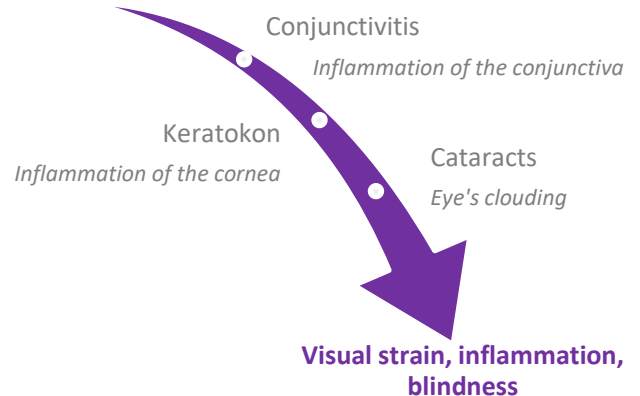 Conjunctivitis
Inflammation of the conjunctiva
Keratokon
Inflammation of the cornea
Cataracts
Eye's clouding
Visual strain, inflammation,
blindness